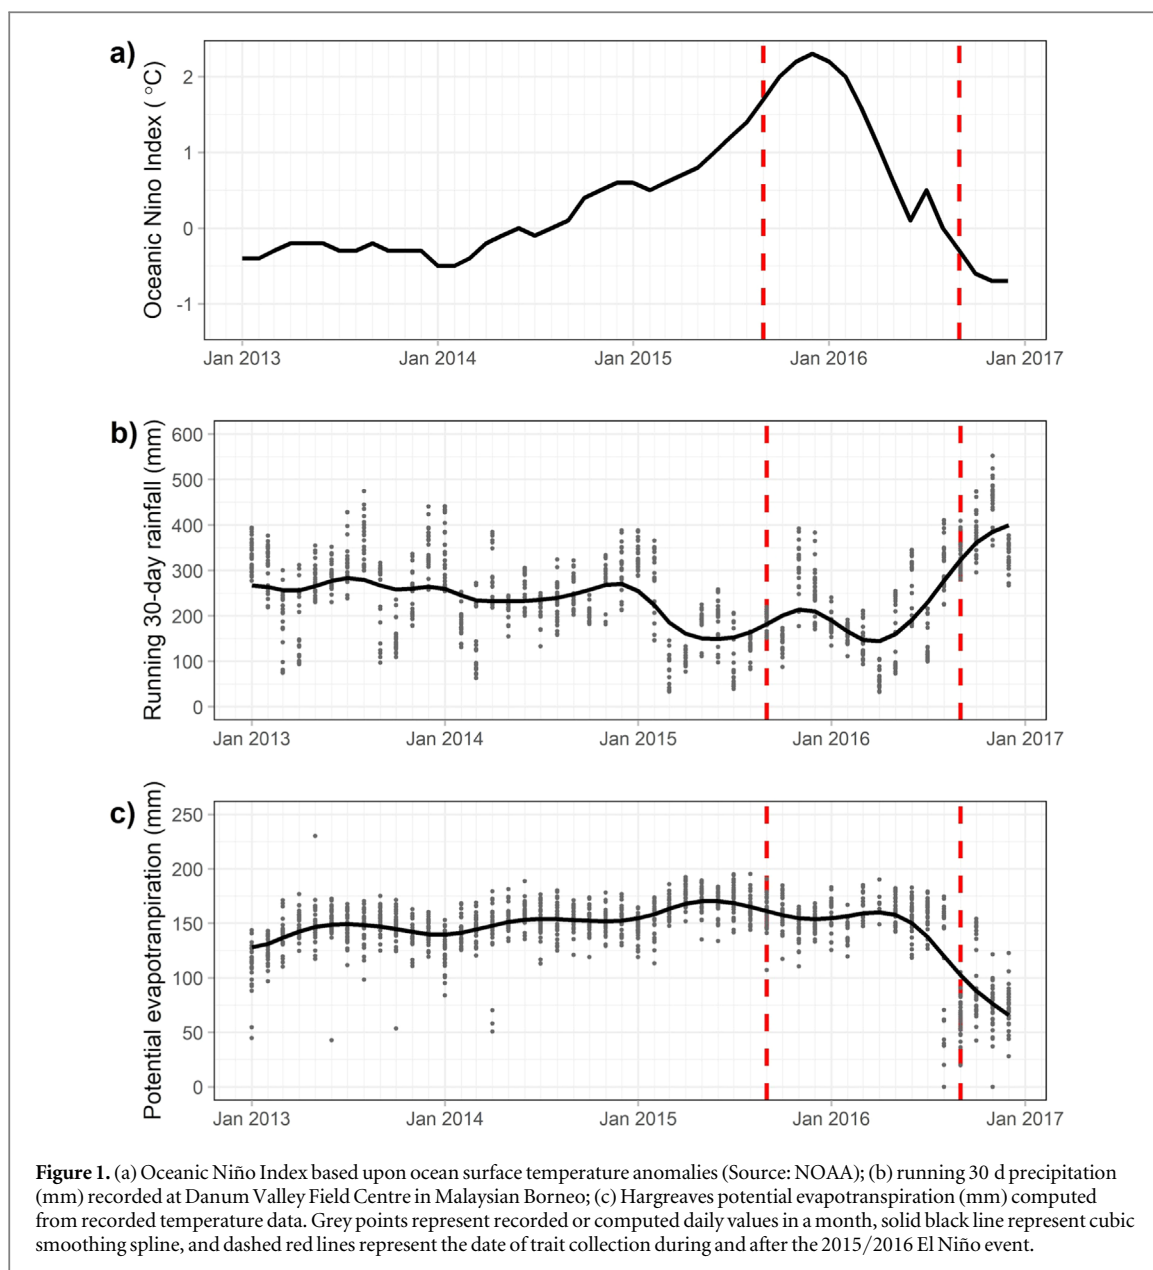 a)
Oceanic Nino Index ( °C)
2
1
0
-1
Jan 2013 Jan 2014 Jan 2015 Jan 2016 Jan 2017
b)
Running 30-day rainfall (mm)
600
500
400
300
200
100
0
Jan 2013 Jan 2014 Jan 2015 Jan 2016 Jan 2017
c)
Potential evapotranpiration (mm)
250
200
150
100
50
0
Jan 2013 Jan 2014 Jan 2015 Jan 2016 Jan 2017
Figure 1. (a) Oceanic Niño Index based upon ocean surface temperature anomalies (Source: NOAA); (b) running 30 d precipitation
(mm) recorded at Danum Valley Field Centre in Malaysian Borneo; (c) Hargreaves potential evapotranspiration (mm) computed
from recorded temperature data. Grey points represent recorded or computed daily values in a month, solid black line represent cubic
smoothing spline, and dashed red lines represent the date of trait collection during and after the 2015/2016 El Niño event.